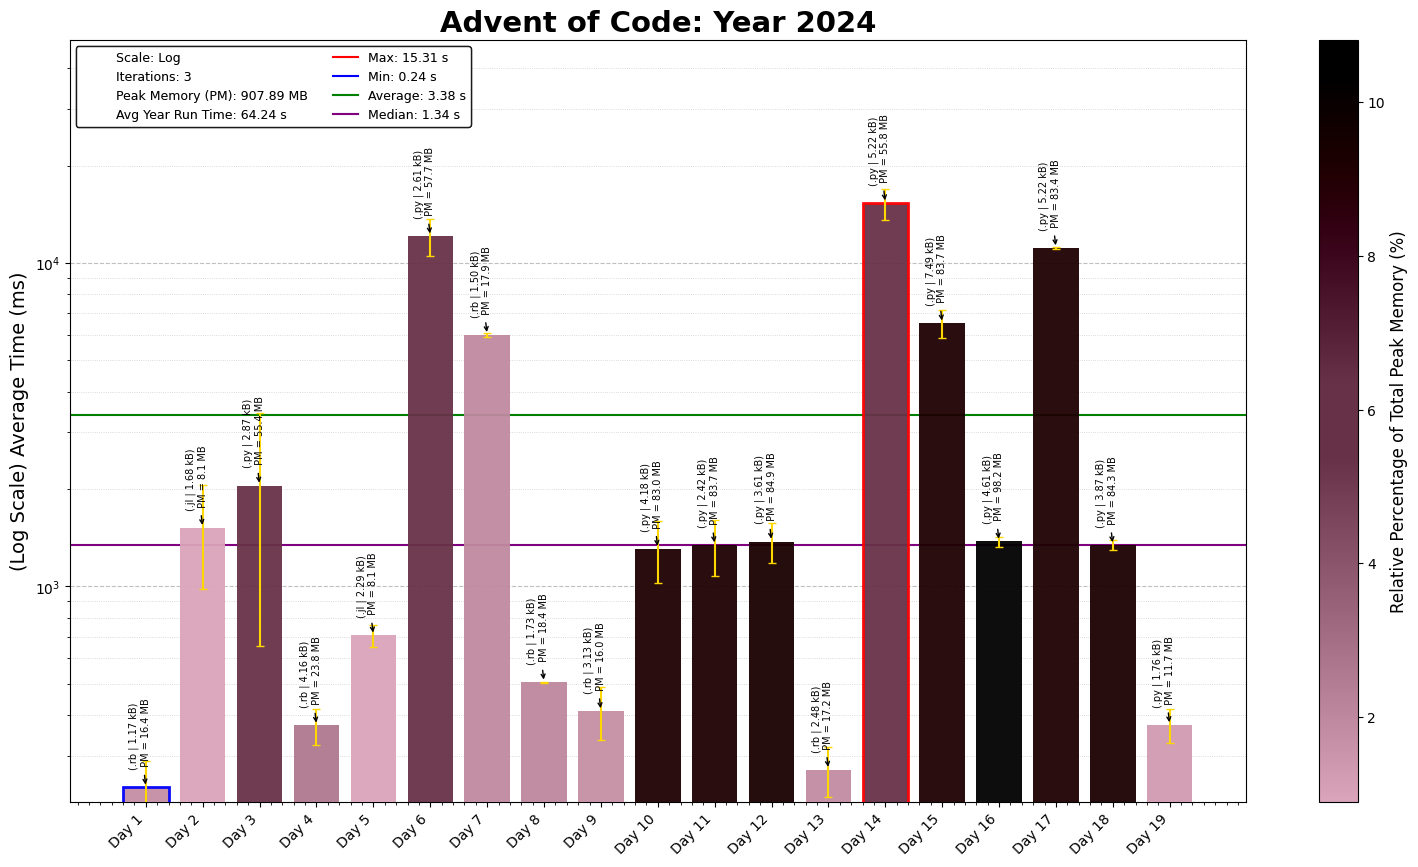 Advent of Code: Year 2024
Scale: Log
Iterations: 3
Peak Memory (PM): 907.89 MB
Avg Year Run Time: 64.24 s
Max: 15.31 s
Min: 0.24 s
Average: 3.38 s
Median: 1.34 s
(Log Scale) Average Time (ms)
10⁴
10³
(.rb | 1.17 kB)
PM = 16.4 MB
(.jl | 1.68 kB)
PM = 8.1 MB
(.py | 2.87 kB)
PM = 55.4 MB
(.rb | 4.16 kB)
PM = 23.8 MB
(.jl | 2.29 kB)
PM = 8.1 MB
(.py | 2.61 kB)
PM = 57.7 MB
(.rb | 1.50 kB)
PM = 17.9 MB
(.rb | 1.73 kB)
PM = 18.4 MB
(.rb | 3.13 kB)
PM = 16.0 MB
(.py | 4.18 kB)
PM = 83.0 MB
(.py | 2.42 kB)
PM = 83.7 MB
(.py | 3.61 kB)
PM = 84.9 MB
(.rb | 2.48 kB)
PM = 17.2 MB
(.py | 5.22 kB)
PM = 55.8 MB
(.py | 7.49 kB)
PM = 83.7 MB
(.py | 4.61 kB)
PM = 98.2 MB
(.py | 5.22 kB)
PM = 83.4 MB
(.py | 3.87 kB)
PM = 84.3 MB
(.py | 1.76 kB)
PM = 11.7 MB
Day 1
Day 2
Day 3
Day 4
Day 5
Day 6
Day 7
Day 8
Day 9
Day 10
Day 11
Day 12
Day 13
Day 14
Day 15
Day 16
Day 17
Day 18
Day 19
10
8
6
4
2
Relative Percentage of Total Peak Memory (%)